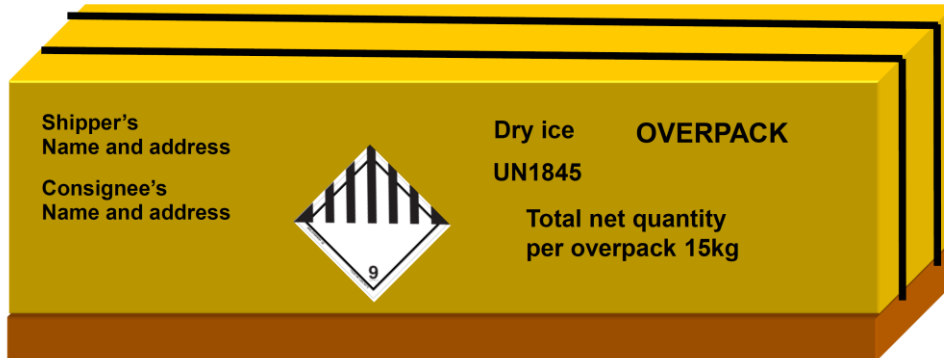 Shipper's
Name and address
Consignee's
Name and address
9
Dry ice
OVERPACK
UN1845
Total net quantity
per overpack 15kg